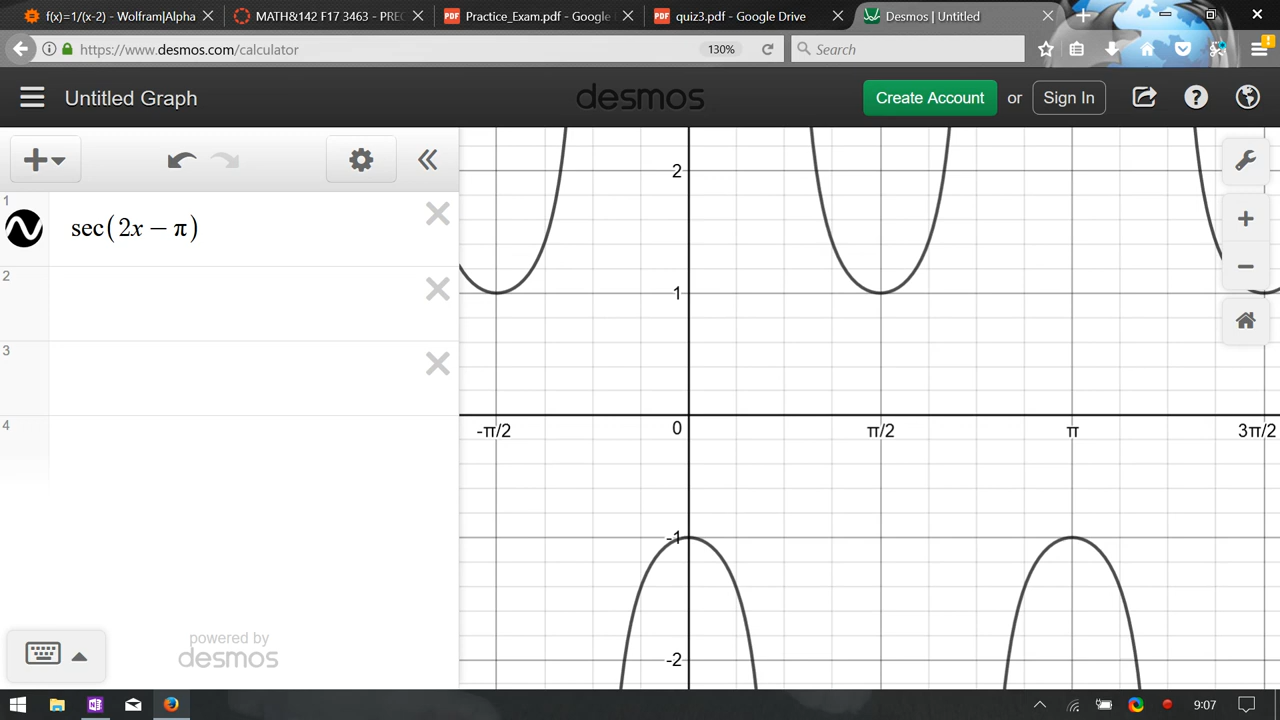 f(x)=1/(x-2) - Wolfram|Alpha
MATH&142 F17 3463 - PREC
Practice_Exam.pdf - Google
quiz3.pdf - Google Drive
Desmos | Untitled
https://www.desmos.com/calculator
130%
Search
Untitled Graph
desmos
Create Account
or
Sign In
1
sec(2x − π)
2
3
4
powered by
desmos
2
1
-π/2
0
π/2
π
3π/2
-1
-2
9:07